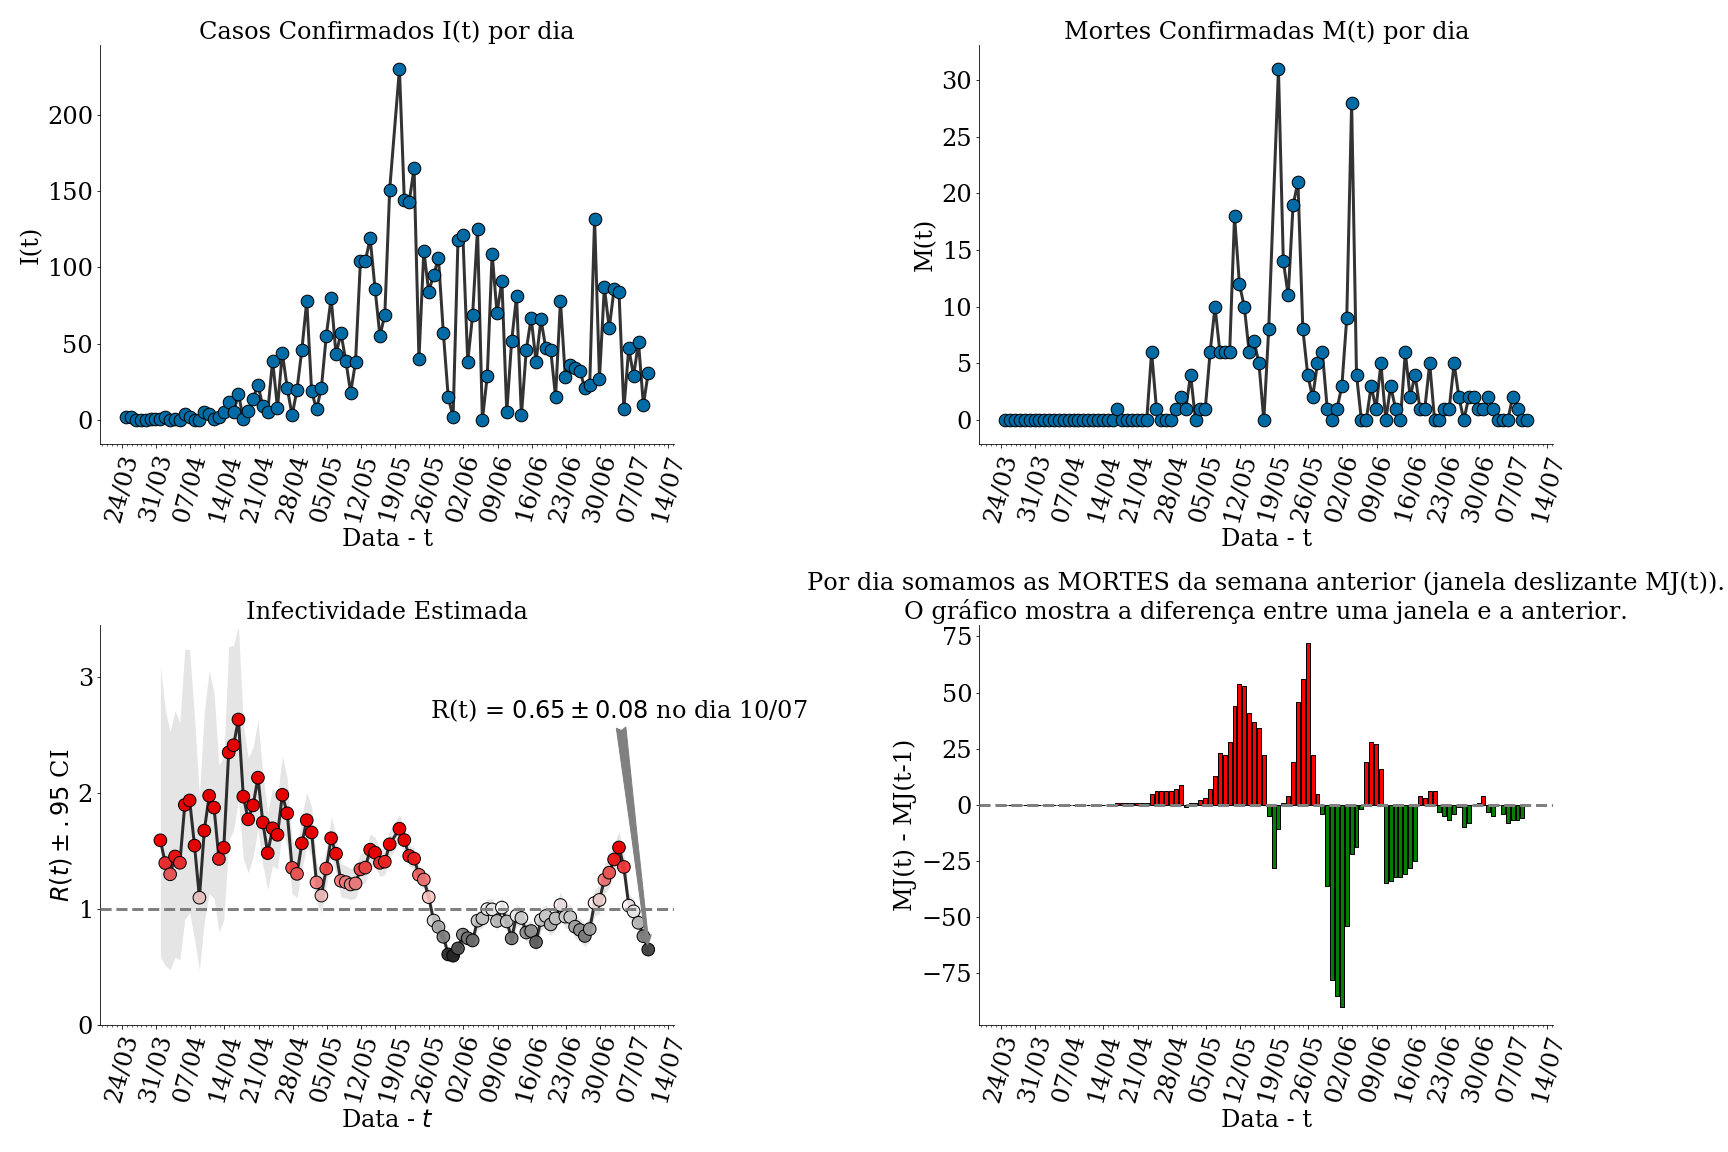 Casos Confirmados I(t) por dia
200
150
100
50
0
I(t)
24/03 31/03 07/04 14/04 21/04 28/04 05/05 12/05 19/05 26/05 02/06 09/06 16/06 23/06 30/06 07/07 14/07
Data - t
Mortes Confirmadas M(t) por dia
30
25
20
15
10
5
0
M(t)
24/03 31/03 07/04 14/04 21/04 28/04 05/05 12/05 19/05 26/05 02/06 09/06 16/06 23/06 30/06 07/07 14/07
Data - t
Infectividade Estimada
3
2
1
0
R(t) ± .95 CI
R(t) = 0.65 ± 0.08 no dia 10/07
24/03 31/03 07/04 14/04 21/04 28/04 05/05 12/05 19/05 26/05 02/06 09/06 16/06 23/06 30/06 07/07 14/07
Data - t
Por dia somamos as MORTES da semana anterior (janela deslizante MJ(t)).
O gráfico mostra a diferença entre uma janela e a anterior.
75
50
25
0
−25
−50
−75
MJ(t) - MJ(t-1)
24/03 31/03 07/04 14/04 21/04 28/04 05/05 12/05 19/05 26/05 02/06 09/06 16/06 23/06 30/06 07/07 14/07
Data - t